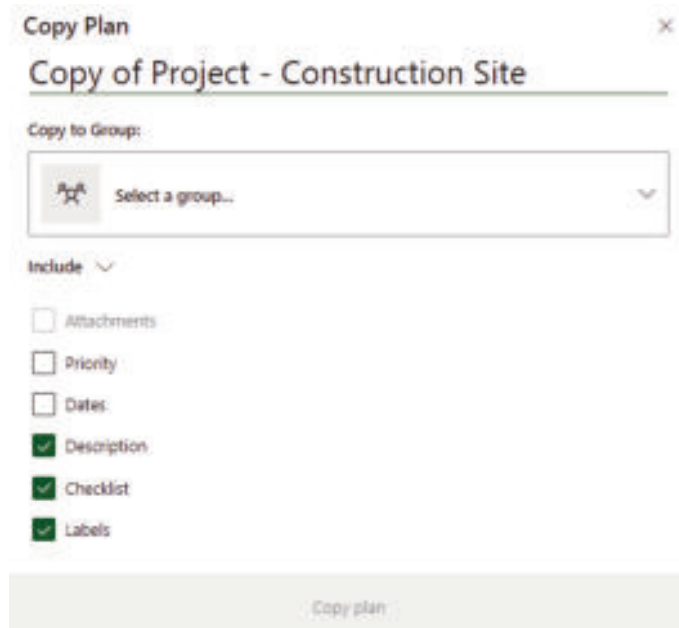 Copy Plan
Copy of Project - Construction Site
Copy to Group:
Select a group...
Include
Attachments
Priority
Dates
Description
Checklist
Labels
Copy plan